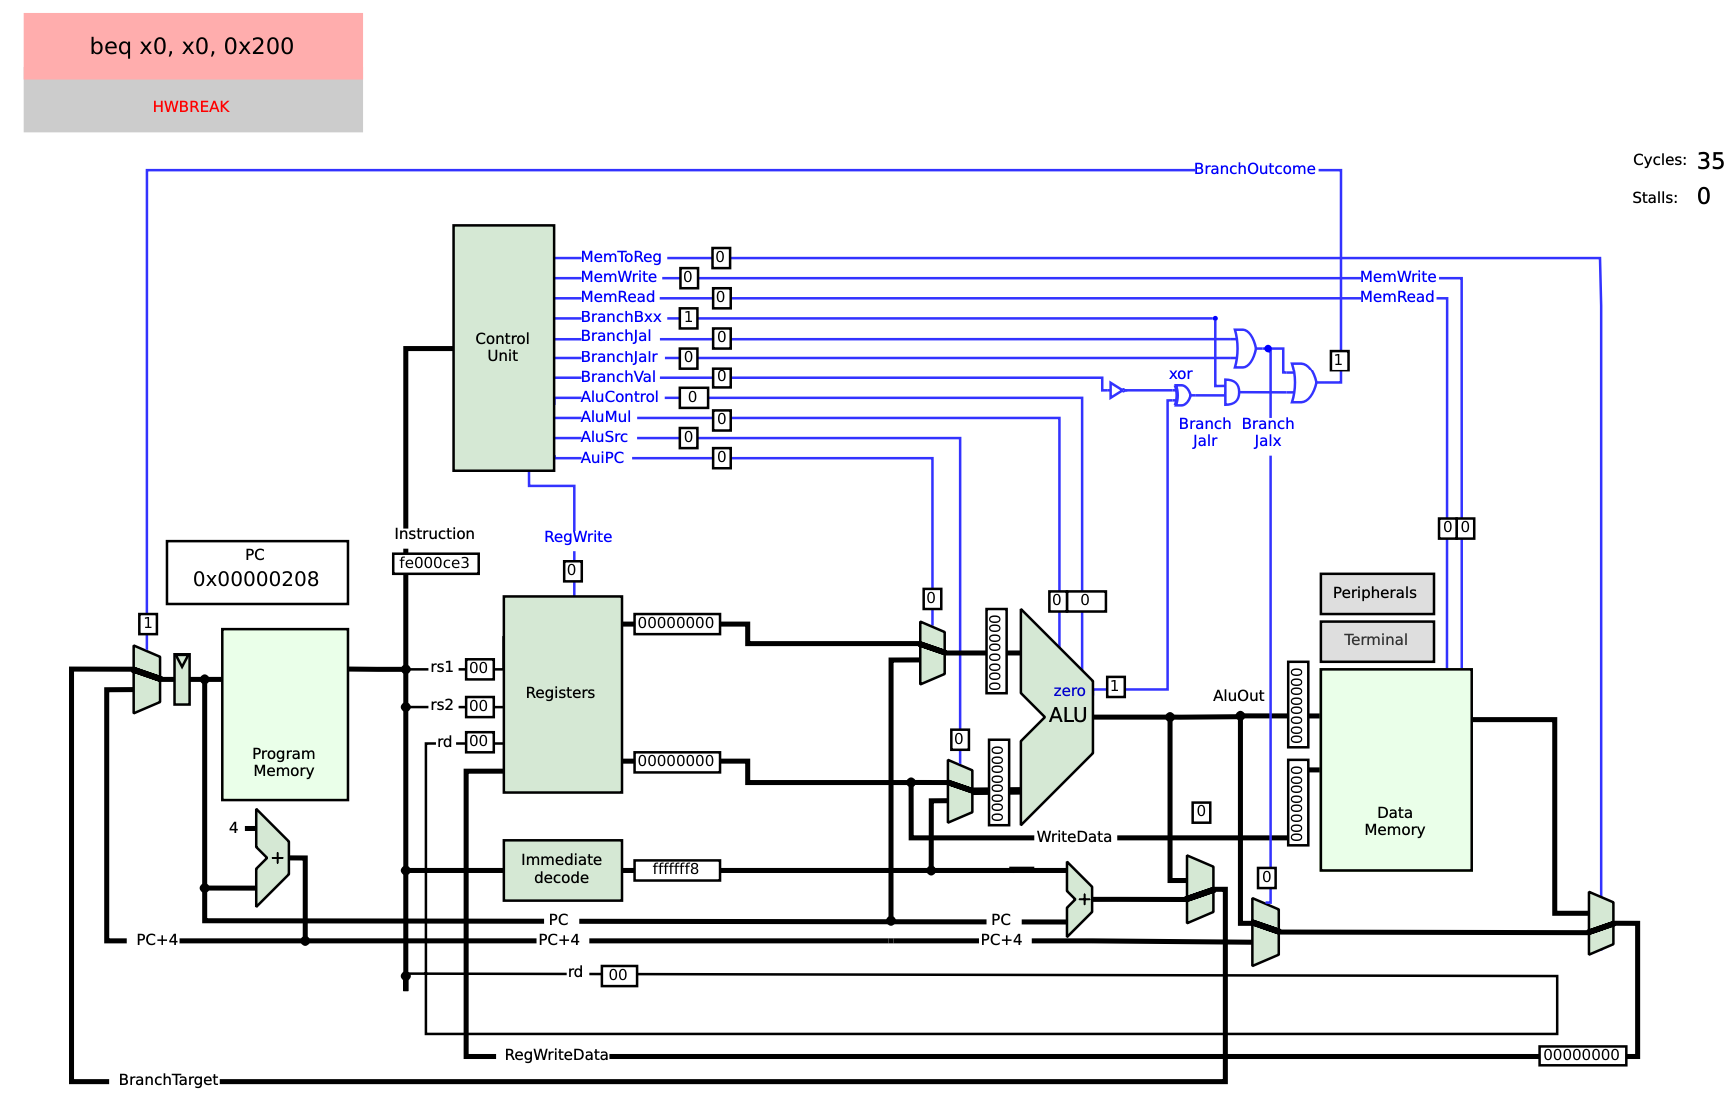 beq x0, x0, 0x200
HWBREAK
Cycles: 35
Stalls: 0
BranchOutcome
1
Control
Unit
MemToReg 0
MemWrite 0 MemWrite
MemRead 0 MemRead
BranchBxx 1
BranchJal 0
BranchJalr 0
BranchVal 0
AluControl 0
AluMul 0
AluSrc 0
AuiPC 0
xor
Branch
Jalr
Branch
Jalx
Instruction
fe000ce3
RegWrite
0
0 0
PC
0x00000208
1
Program
Memory
4
+
rs1 00
rs2 00
rd 00
Registers
00000000
00000000
Immediate
decode
fffffff8
0
0
00000000
00000000
0 0
zero 1
ALU
AluOut
00000000
00000000
Peripherals
Terminal
Data
Memory
0
WriteData
0
+
PC PC
PC+4 PC+4 PC+4
rd 00
RegWriteData 00000000
BranchTarget